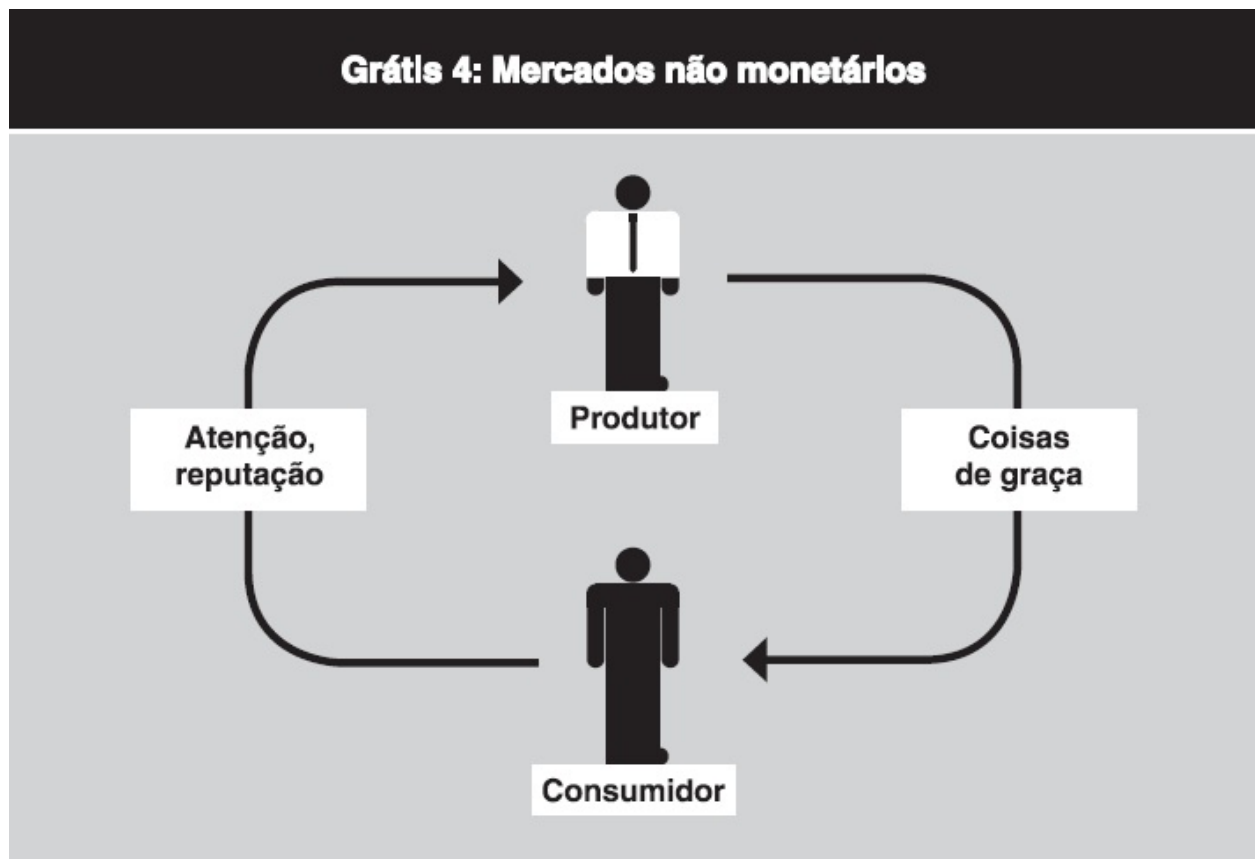 Grátis 4: Mercados não monetários
Produtor
Atenção,
reputação
Coisas
de graça
Consumidor